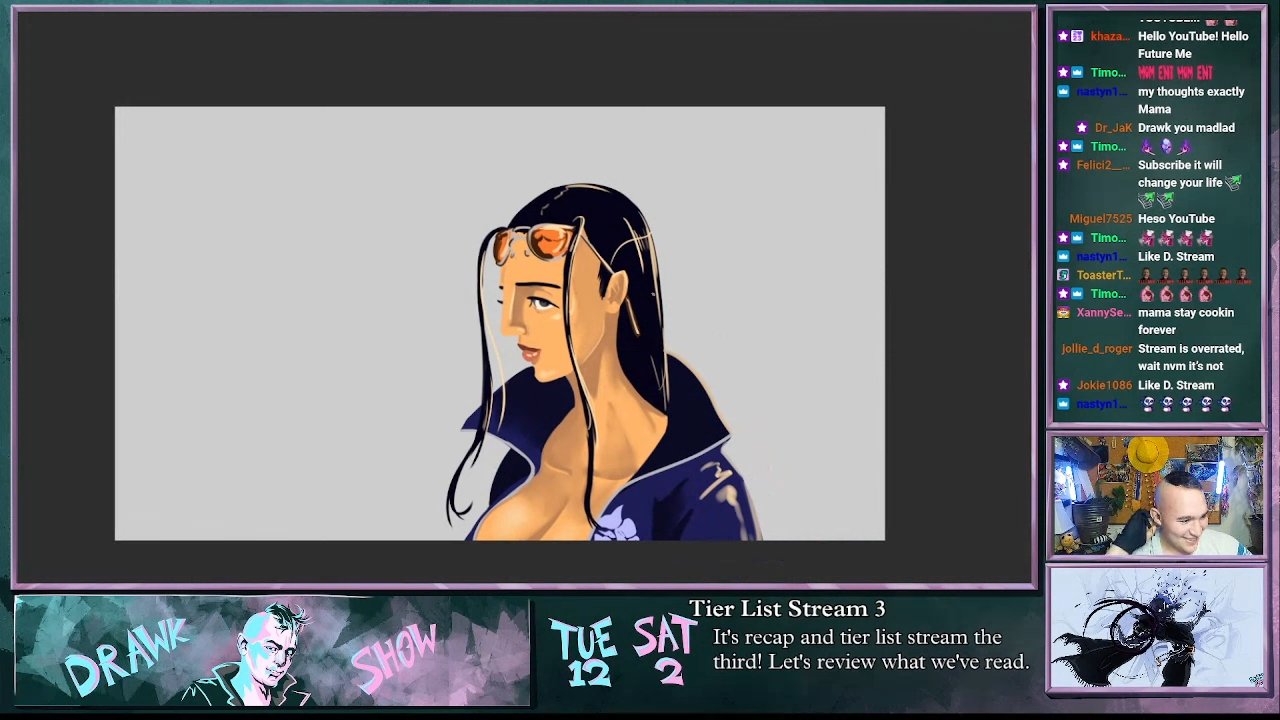 khaza... Hello YouTube! Hello
Future Me
Timo...
nastyn1... my thoughts exactly
Mama
Dr_JaK Drawk you madlad
Timo...
Felici2__... Subscribe it will
change your life
Miguel7525 Heso YouTube
Timo...
nastyn1... Like D. Stream
ToasterT...
Timo...
XannySe... mama stay cookin
forever
jollie_d_roger Stream is overrated,
wait nvm it's not
Jokie1086 Like D. Stream
nastyn1...
DRAWK
SHOW
TUE
12
SAT
2
Tier List Stream 3
It's recap and tier list stream the
third! Let's review what we've read.